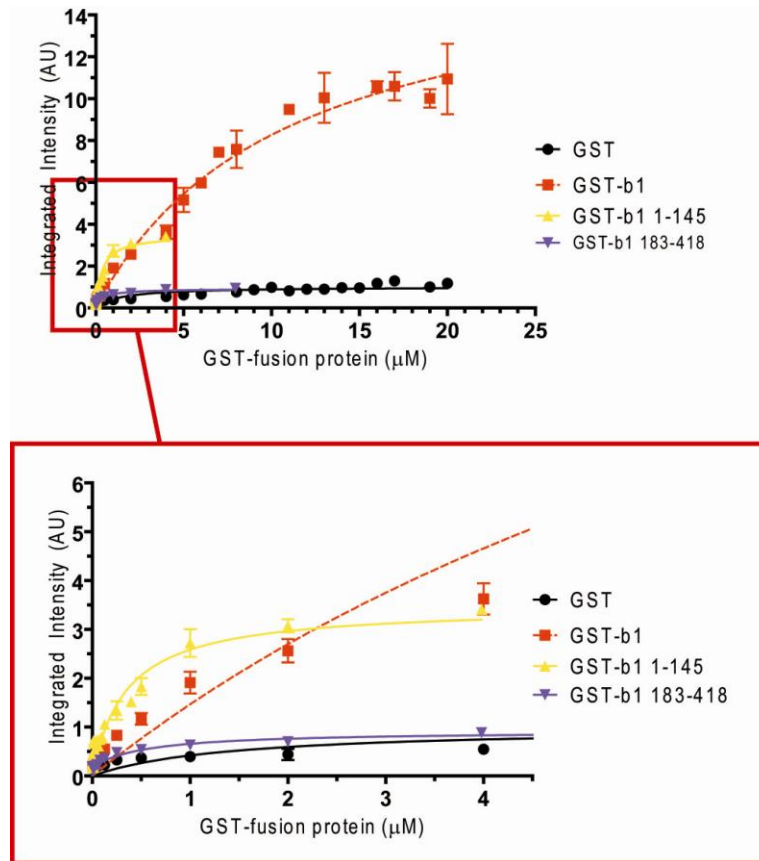 14
12
10
8
6
4
2
0
Integrated Intensity (AU)
0
5
10
15
20
25
GST-fusion protein (μM)
GST
GST-b1
GST-b1 1-145
GST-b1 183-418
6
5
4
3
2
1
0
Integrated Intensity (AU)
0
1
2
4
GST-fusion protein (μM)
GST
GST-b1
GST-b1 1-145
GST-b1 183-418